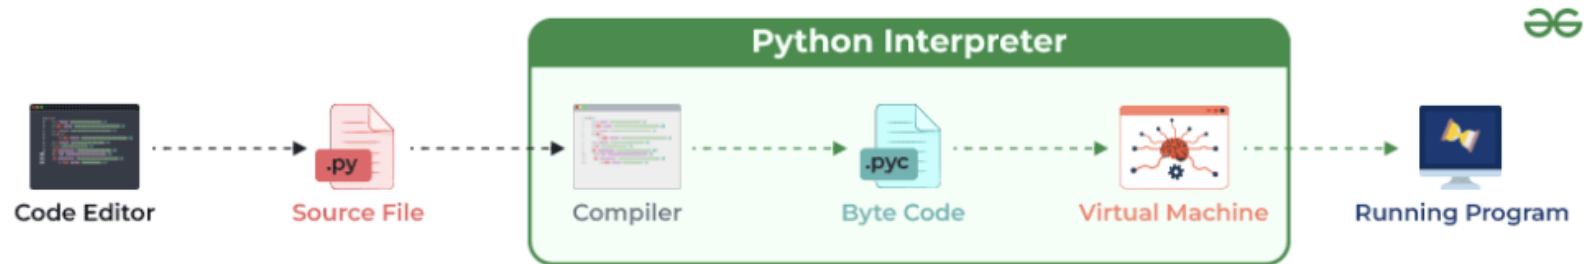 Python Interpreter
.py
.pyc
Code Editor
Source File
Compiler
Byte Code
Virtual Machine
Running Program